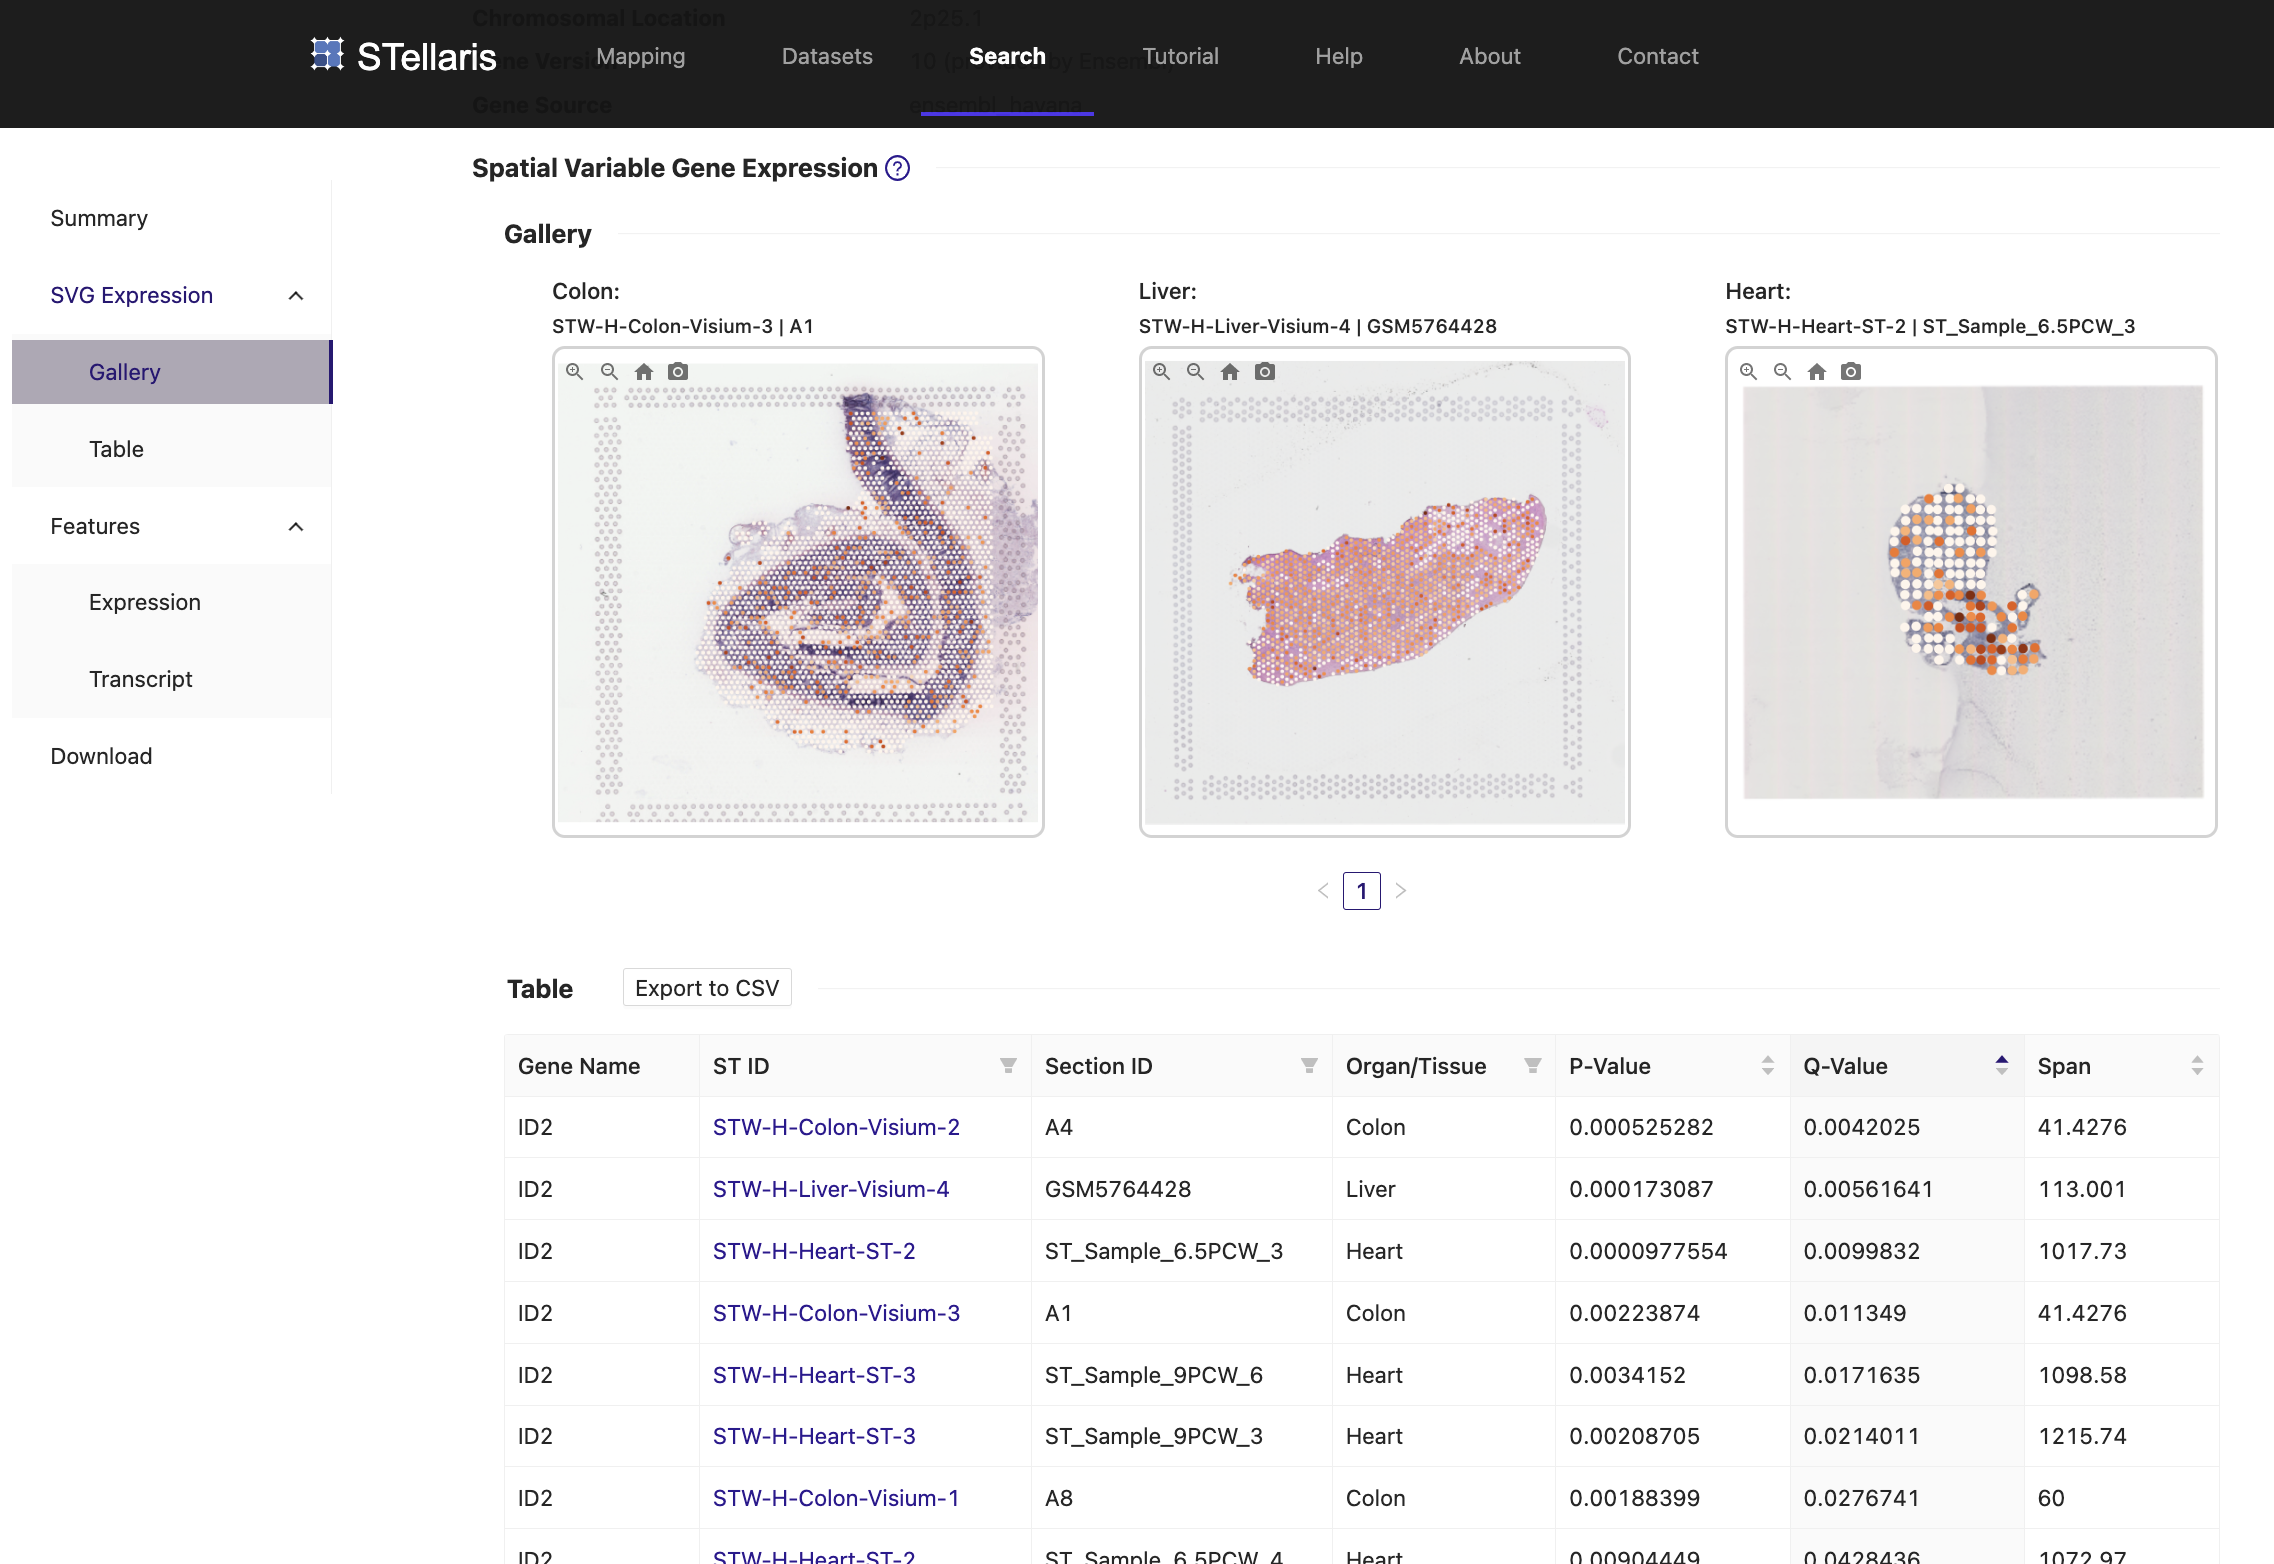 Chromosomal Location 2p25.1
STellaris Mapping Datasets Search Tutorial Help About Contact
Gene Source ensembl_havana
Spatial Variable Gene Expression ?
Summary
SVG Expression
Gallery
Table
Features
Expression
Transcript
Download
Gallery
Colon:
STW-H-Colon-Visium-3 | A1
Liver:
STW-H-Liver-Visium-4 | GSM5764428
Heart:
STW-H-Heart-ST-2 | ST_Sample_6.5PCW_3
< 1 >
Table Export to CSV
Gene Name ST ID Section ID Organ/Tissue P-Value Q-Value Span
ID2 STW-H-Colon-Visium-2 A4 Colon 0.000525282 0.0042025 41.4276
ID2 STW-H-Liver-Visium-4 GSM5764428 Liver 0.000173087 0.00561641 113.001
ID2 STW-H-Heart-ST-2 ST_Sample_6.5PCW_3 Heart 0.0000977554 0.0099832 1017.73
ID2 STW-H-Colon-Visium-3 A1 Colon 0.00223874 0.011349 41.4276
ID2 STW-H-Heart-ST-3 ST_Sample_9PCW_6 Heart 0.0034152 0.0171635 1098.58
ID2 STW-H-Heart-ST-3 ST_Sample_9PCW_3 Heart 0.00208705 0.0214011 1215.74
ID2 STW-H-Colon-Visium-1 A8 Colon 0.00188399 0.0276741 60
ID2 STW-H-Heart-ST-2 ST_Sample_6.5PCW_4 Heart 0.00904449 0.0428436 1072.97